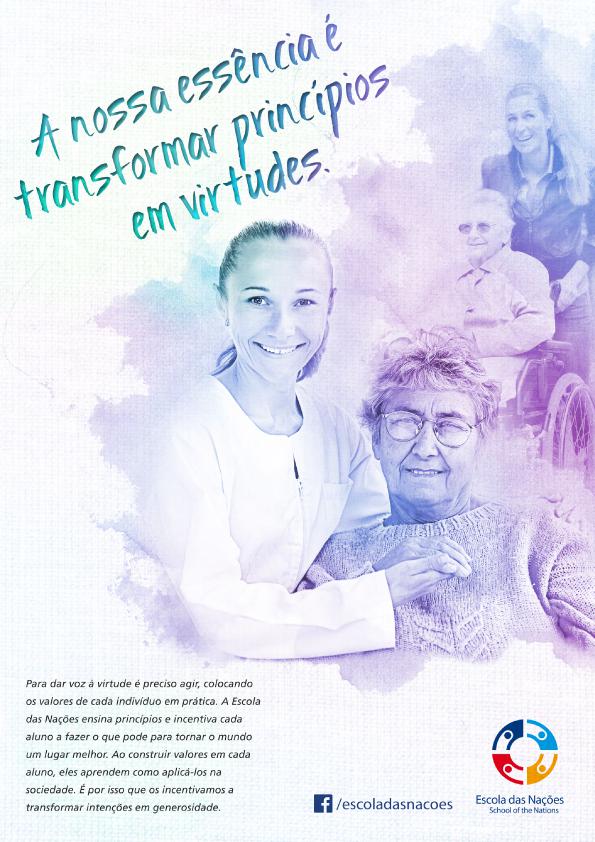 A nossa essência é
transformar princípios
em virtudes.
Para dar voz à virtude é preciso agir, colocando
os valores de cada indivíduo em prática. A Escola
das Nações ensina princípios e incentiva cada
aluno a fazer o que pode para tornar o mundo
um lugar melhor. Ao construir valores em cada
aluno, eles aprendem como aplicá-los na
sociedade. É por isso que os incentivamos a
transformar intenções em generosidade.
/escoladasnacoes
Escola das Nações
School of the Nations